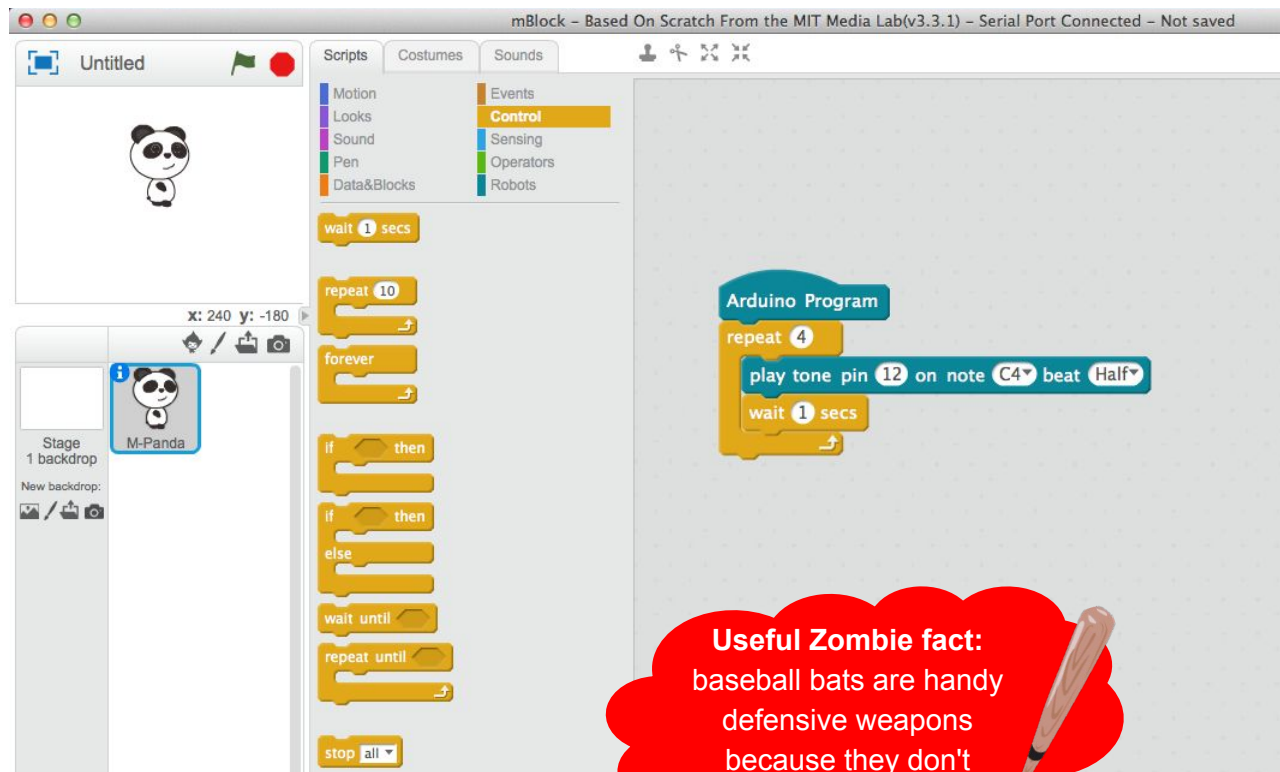 mBlock - Based On Scratch From the MIT Media Lab(v3.3.1) - Serial Port Connected - Not saved
Untitled
Scripts Costumes Sounds
Motion Events
Looks Control
Sound Sensing
Pen Operators
Data&Blocks Robots
wait 1 secs
repeat 10
forever
if then
if then
else
wait until
repeat until
stop all
x: 240 y: -180
Stage
1 backdrop
New backdrop:
M-Panda
Arduino Program
repeat 4
play tone pin 12 on note C4 beat Half
wait 1 secs
Useful Zombie fact:
baseball bats are handy
defensive weapons
because they don't